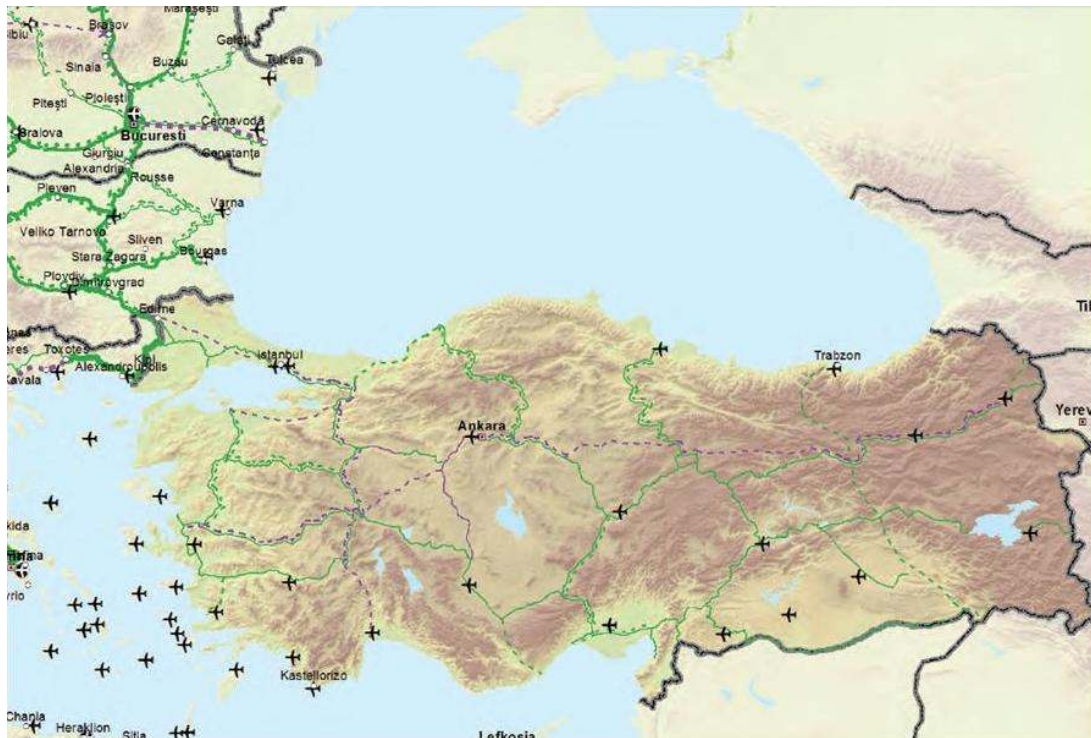 Mărășești
Sibiu
Brașov
Galați
Sinaia
Buzău
Tulcea
Pitești
Ploiești
Craiova
București
Cernavodă
Giurgiu
Constanța
Alexandria
Rousse
Pleven
Varna
Veliko Tarnovo
Sliven
Bourgas
Stara Zagora
Plovdiv
Dimitrovgrad
Edirne
Toxotes
Kipi
Kavala
Alexandroupolis
Istanbul
Trabzon
Ankara
Yerev
Kastellorizo
Chania
Heraklion
Sitia
Lefkosia